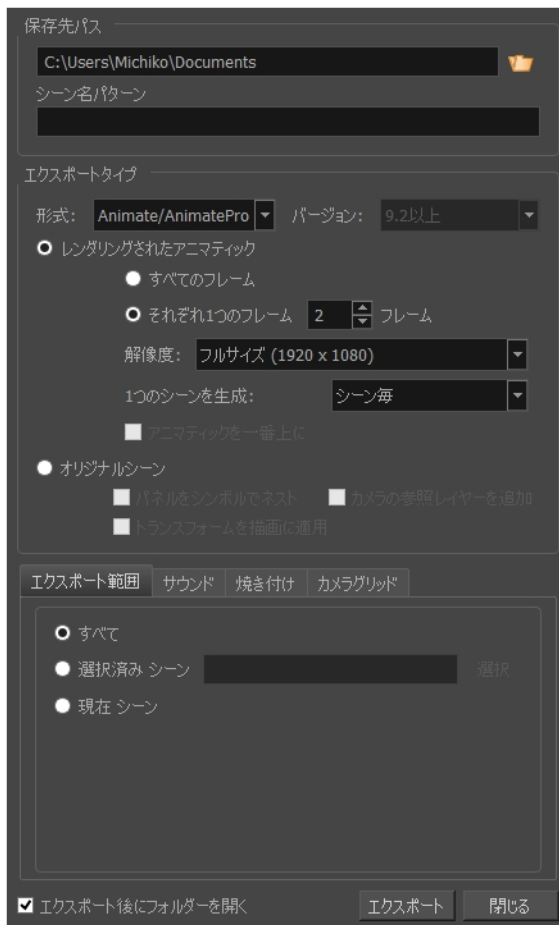 保存先パス
C:\Users\Michiko\Documents
シーン名パターン
エクスポートタイプ
形式: Animate/AnimatePro バージョン: 9.2以上
レンダリングされたアニマティック
すべてのフレーム
それぞれ1つのフレーム 2 フレーム
解像度: フルサイズ (1920 x 1080)
1つのシーンを生成: シーン毎
アニマティックを一番上に
オリジナルシーン
パネルをシンボルでネスト カメラの参照レイヤーを追加
トランスフォームを描画に適用
エクスポート範囲 サウンド 焼き付け カメラグリッド
すべて
選択済み シーン 選択
現在 シーン
エクスポート後にフォルダーを開く エクスポート 閉じる